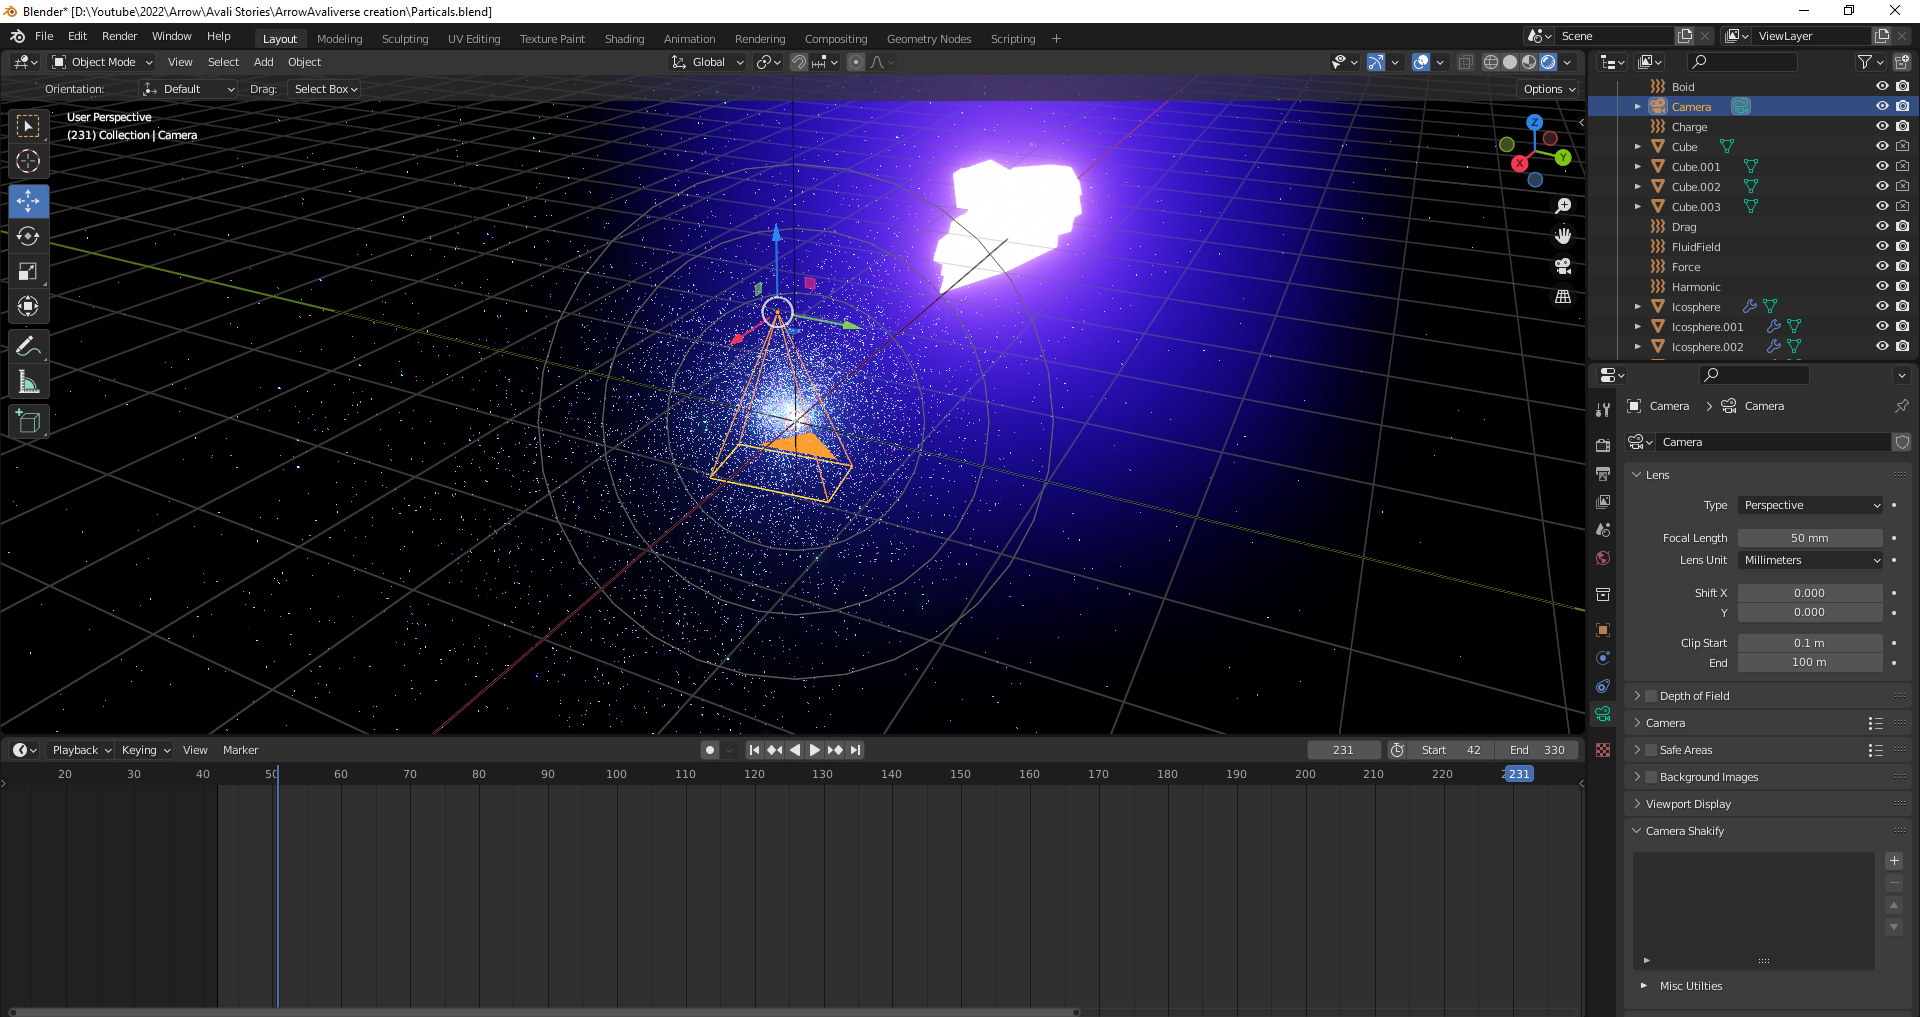 Blender* [D:\Youtube\2022\Arrow\Avali Stories\ArrowAvaliverse creation\Particals.blend]
File Edit Render Window Help Layout Modeling Sculpting UV Editing Texture Paint Shading Animation Rendering Compositing Geometry Nodes Scripting Scene ViewLayer
Object Mode View Select Add Object Global
Orientation: Default Drag: Select Box Options
User Perspective
(231) Collection | Camera
Z
Y
X
Boid
Camera
Charge
Cube
Cube.001
Cube.002
Cube.003
Drag
FluidField
Force
Harmonic
Icosphere
Icosphere.001
Icosphere.002
Camera Camera
Camera
Lens
Type Perspective
Focal Length 50 mm
Lens Unit Millimeters
Shift X 0.000
Y 0.000
Clip Start 0.1 m
End 100 m
Depth of Field
Camera
Safe Areas
Background Images
Viewport Display
Camera Shakify
Misc Utilties
Playback Keying View Marker 231 Start 42 End 330
20 30 40 50 60 70 80 90 100 110 120 130 140 150 160 170 180 190 200 210 220 231